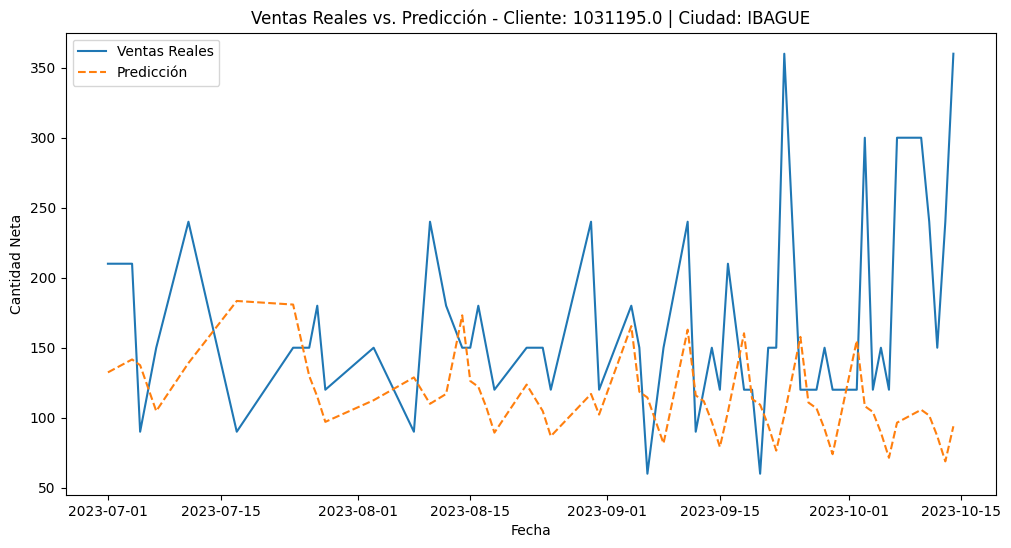 Ventas Reales vs. Predicción - Cliente: 1031195.0 | Ciudad: IBAGUE
Ventas Reales
Predicción
Cantidad Neta
350
300
250
200
150
100
50
2023-07-01 2023-07-15 2023-08-01 2023-08-15 2023-09-01 2023-09-15 2023-10-01 2023-10-15
Fecha